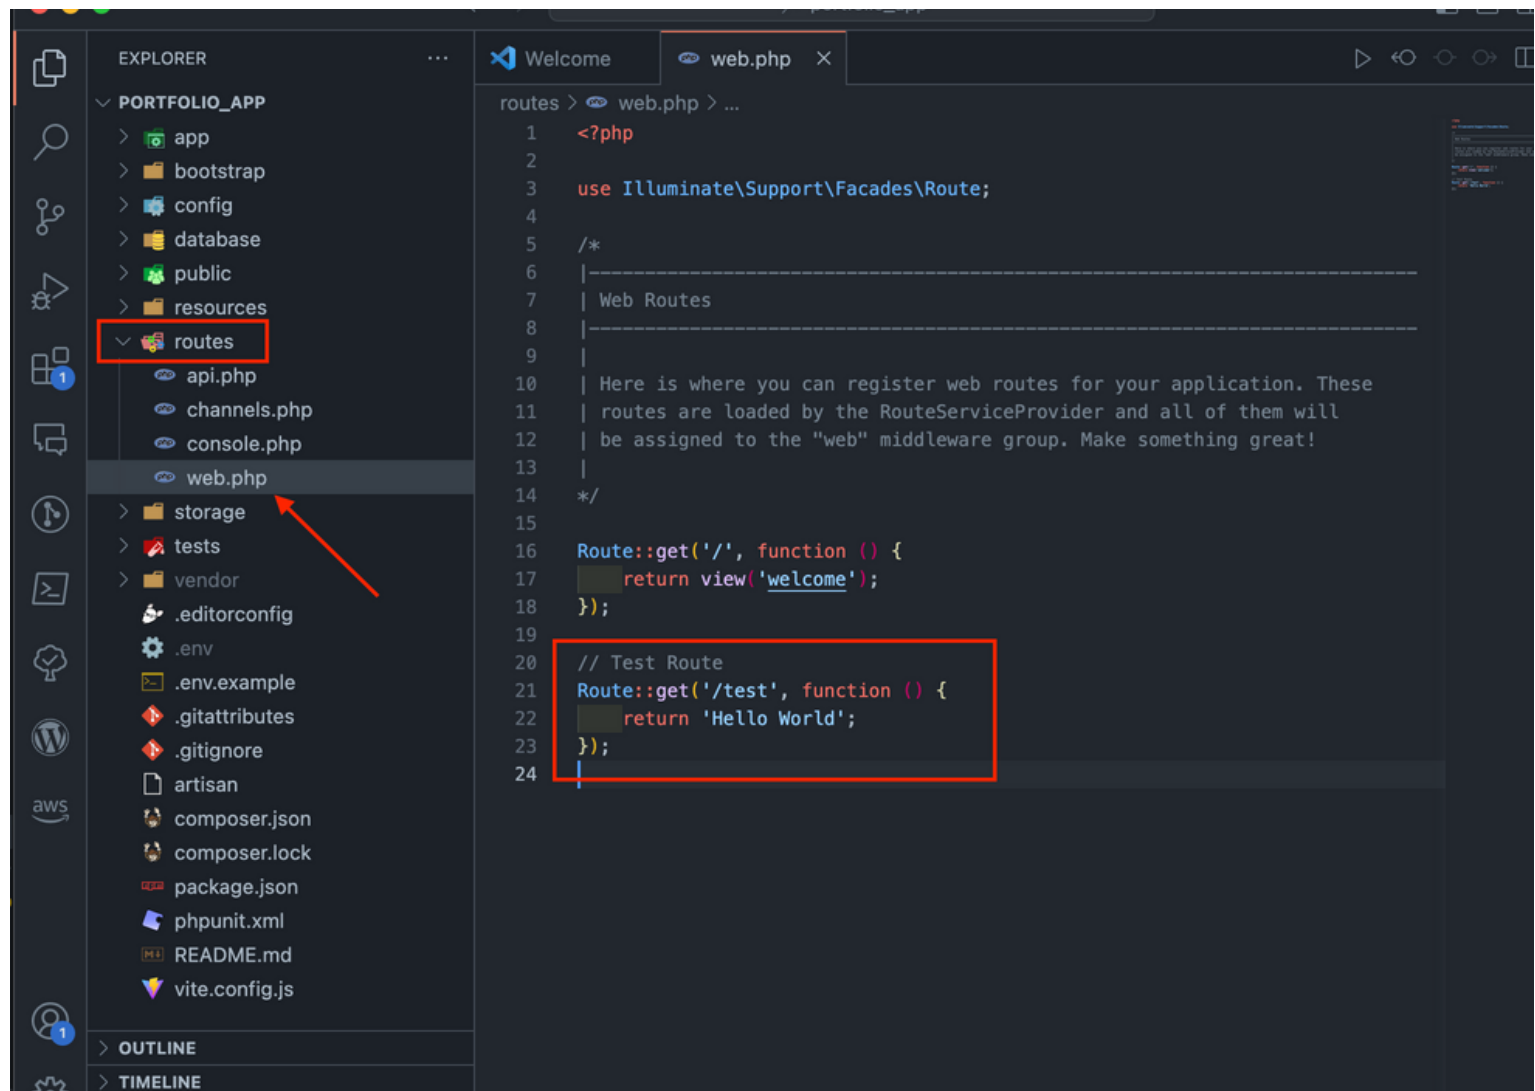 EXPLORER
PORTFOLIO_APP
app
bootstrap
config
database
public
resources
routes
api.php
channels.php
console.php
web.php
storage
tests
vendor
.editorconfig
.env
.env.example
.gitattributes
.gitignore
artisan
composer.json
composer.lock
package.json
phpunit.xml
README.md
vite.config.js
OUTLINE
TIMELINE
1
aws
1
Welcome
web.php
routes > web.php > ...
1 <?php
2
3 use Illuminate\Support\Facades\Route;
4
5 /*
6 |--------------------------------------------------------------------------
7 | Web Routes
8 |--------------------------------------------------------------------------
9 |
10 | Here is where you can register web routes for your application. These
11 | routes are loaded by the RouteServiceProvider and all of them will
12 | be assigned to the "web" middleware group. Make something great!
13 |
14 */
15
16 Route::get('/', function () {
17     return view('welcome');
18 });
19
20 // Test Route
21 Route::get('/test', function () {
22     return 'Hello World';
23 });
24